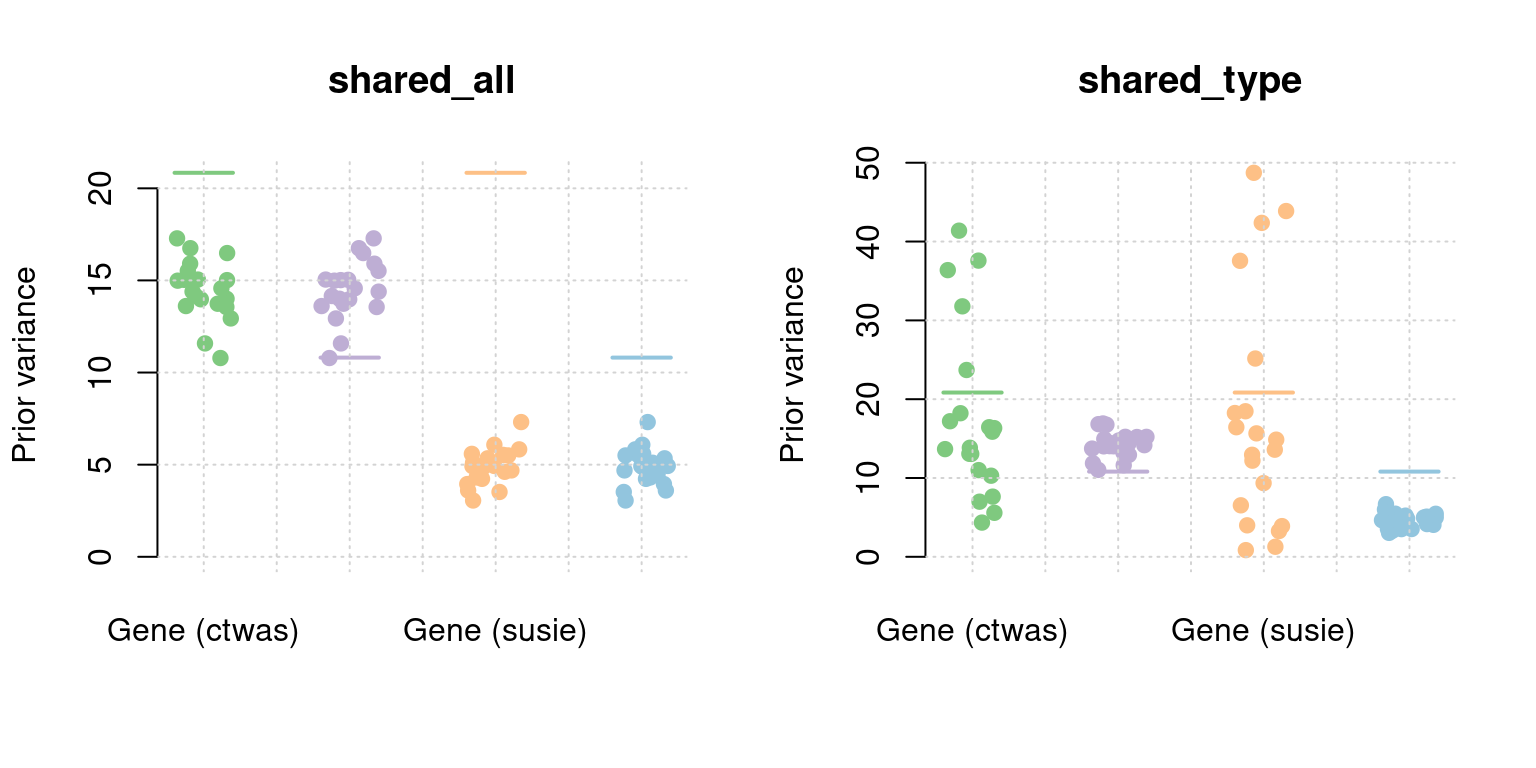 shared_all
Prior variance
20
15
10
5
0
Gene (ctwas)
Gene (susie)
shared_type
Prior variance
50
40
30
20
10
0
Gene (ctwas)
Gene (susie)